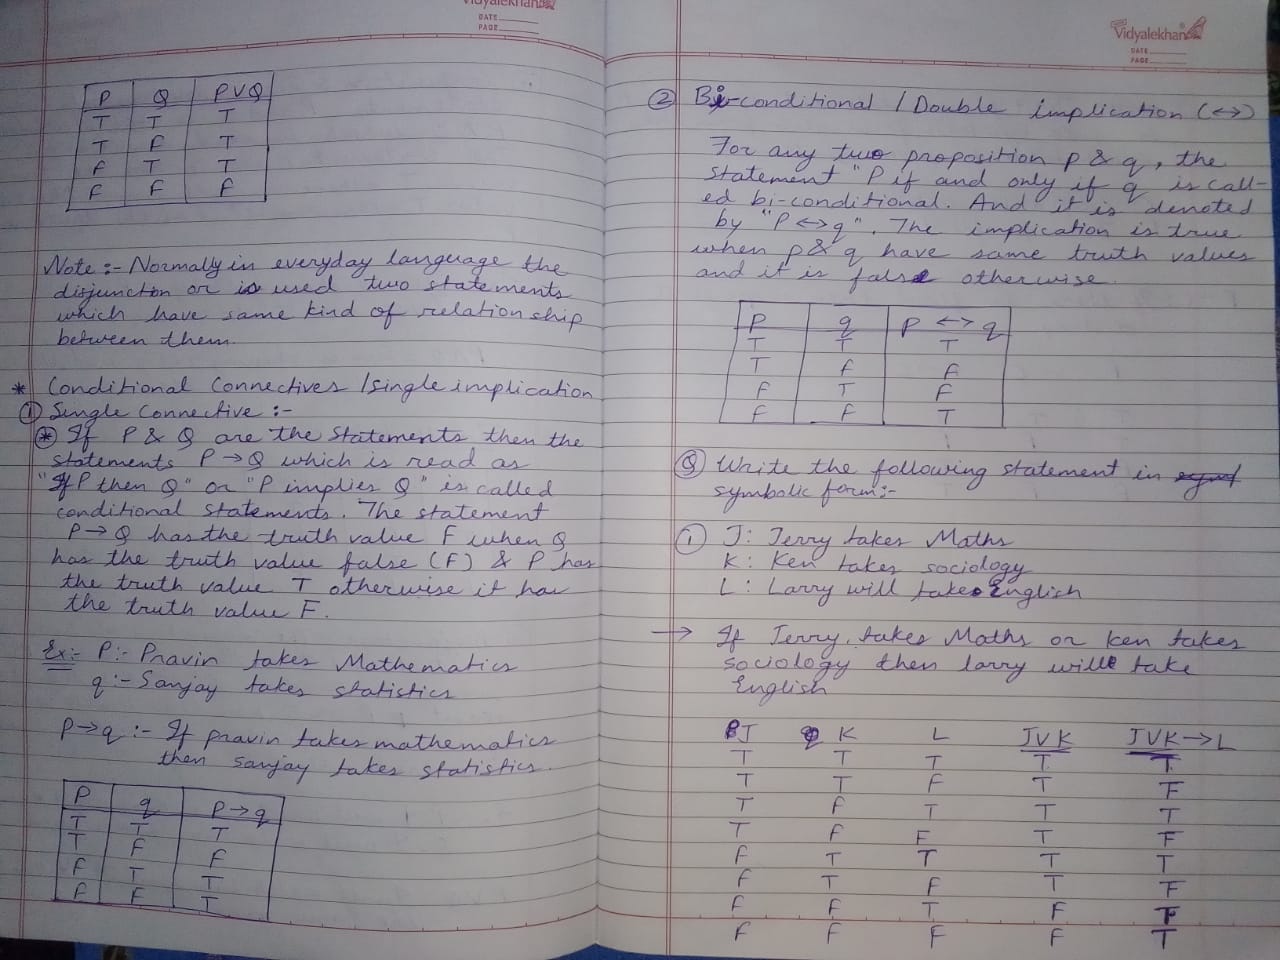 Vidyalekhan
DATE
PAGE
P Q P∨Q
T T T
T F T
F T T
F F F
Note :- Normally in everyday language the
disjunction or is used two statements
which have same kind of relationship
between them.
* Conditional Connectives / single implication
① Single Connective :-
* If P & Q are the statements then the
statements P→Q which is read as
"If P then Q" or "P implies Q" is called
conditional statements. The statement
P→Q has the truth value F when Q
has the truth value false (F) & P has
the truth value T otherwise it has
the truth value F.
Ex:- P:- Pravin takes Mathematics
q:- Sanjay takes statistics
P→q :- If pravin takes mathematics
then Sanjay takes statistics.
P q P→q
T T T
T F F
F T T
F F T
Vidyalekhan
DATE
PAGE
② Bi-conditional / Double implication (↔)
For any two proposition p & q, the
statement "P if and only if q is call-
ed bi-conditional. And it is denoted
by "P↔q". The implication is true
when p & q have same truth values
and it is false otherwise.
P q P ↔ q
T T T
T F F
F T F
F F T
Q Write the following statement in
symbolic form:-
① J: Jerry takes Maths
K: Ken takes sociology
L: Larry will take English
→ If Jerry takes Maths or Ken takes
sociology then larry will take
English
J K L J∨K J∨K→L
T T T T T
T T F T F
T F T T T
T F F T F
F T T T T
F T F T F
F F T F
F F F F T